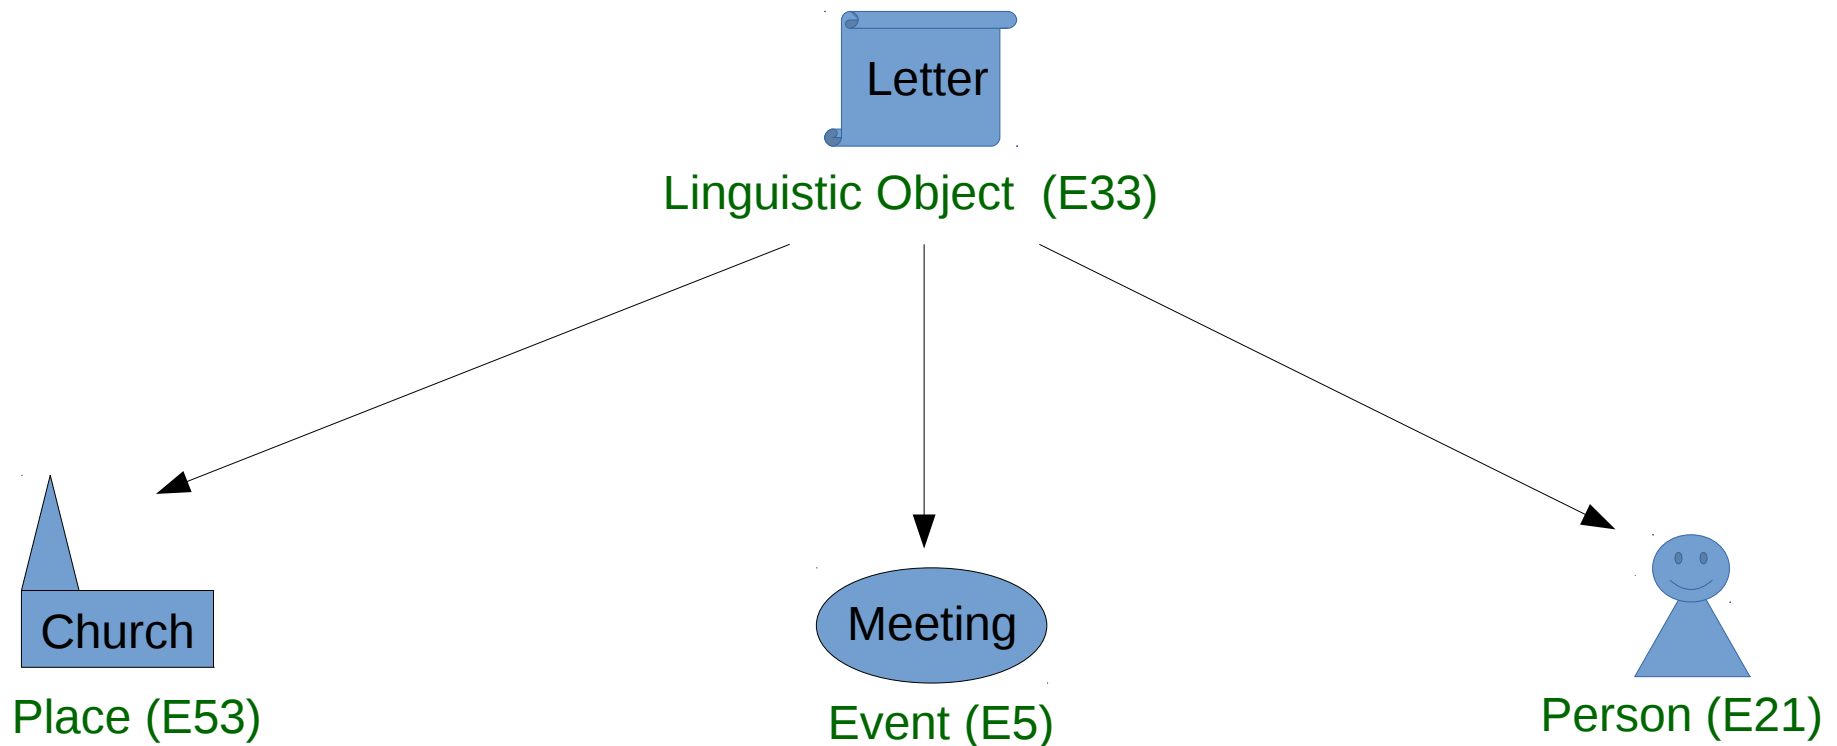 Letter
Linguistic Object  (E33)
Church
Meeting
Place (E53)
Event (E5)
Person (E21)